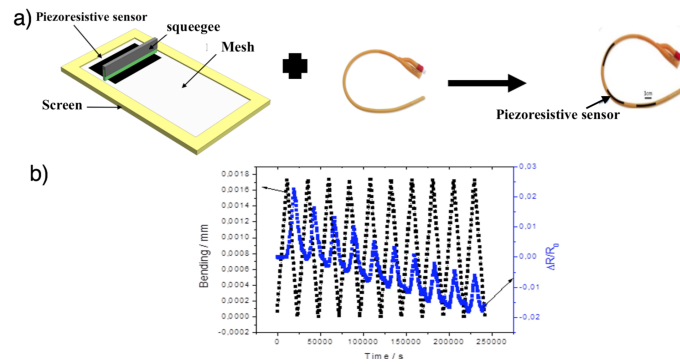 a)
Piezoresistive sensor
squeegee
Mesh
Screen
1cm
Piezoresistive sensor
b)
0,0018
0,0016
0,0014
0,0012
0,0010
0,0008
0,0006
0,0004
0,0002
0,0000
-0,0002
Bending / mm
0,03
0,02
0,01
0,00
-0,01
-0,02
ΔR/R₀
0 50000 100000 150000 200000 250000
Time / s